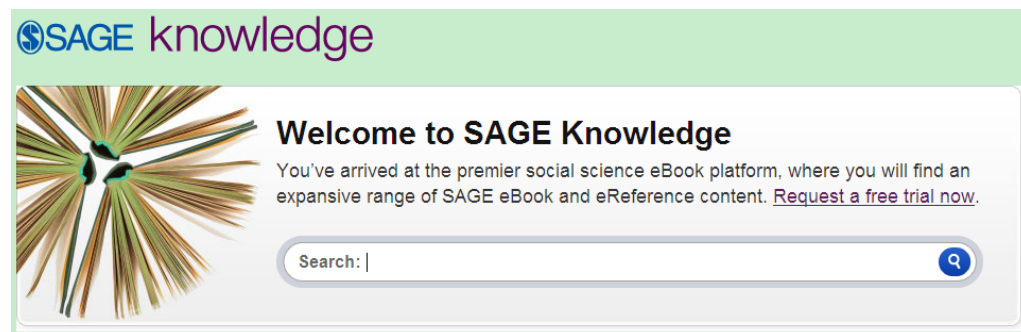 SAGE knowledge
Welcome to SAGE Knowledge
You’ve arrived at the premier social science eBook platform, where you will find an
expansive range of SAGE eBook and eReference content. Request a free trial now.
Search: